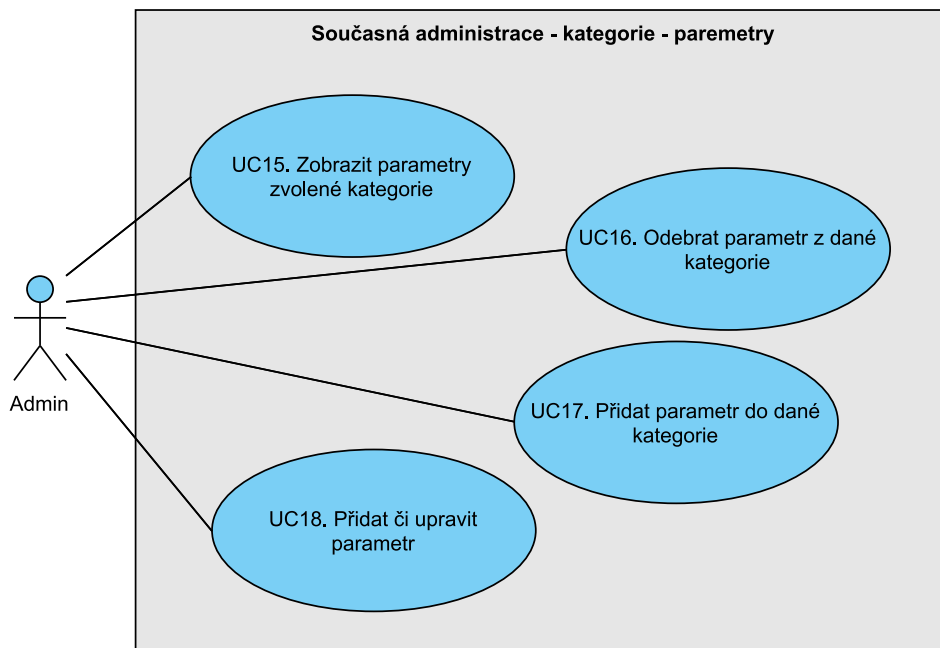 Současná administrace - kategorie - paremetry
UC15. Zobrazit parametry
zvolené kategorie
UC16. Odebrat parametr z dané
kategorie
Admin
UC17. Přidat parametr do dané
kategorie
UC18. Přidat či upravit
parametr